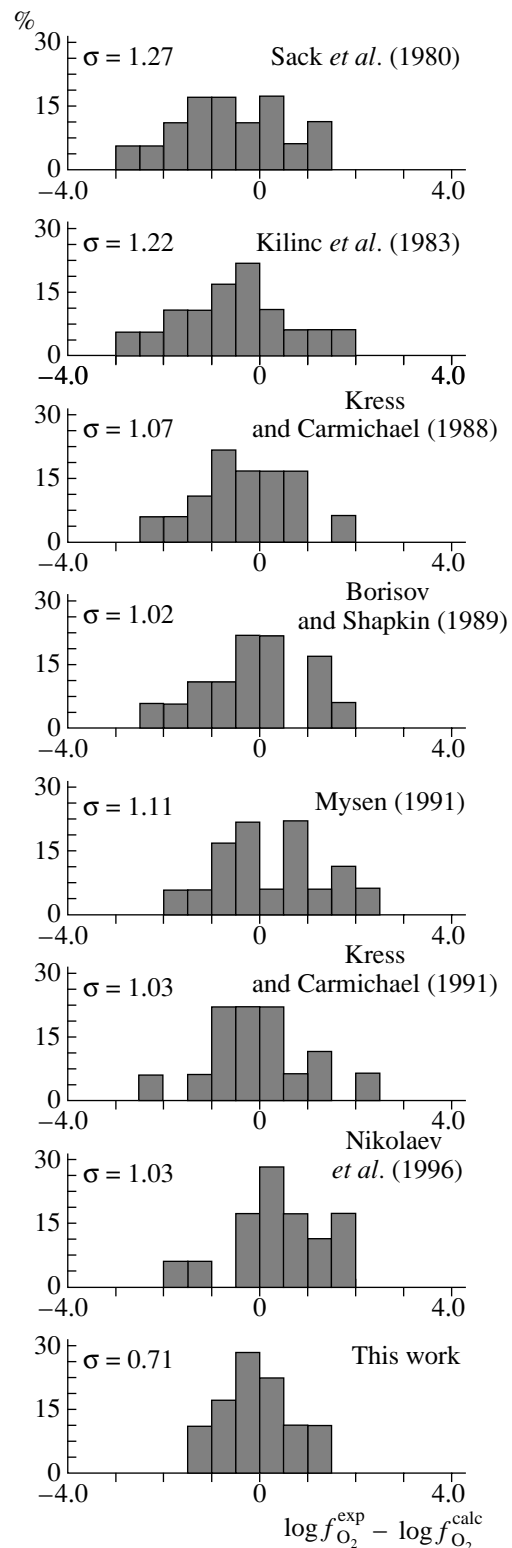 %
30
σ = 1.27 Sack et al. (1980)
15
0
−4.0 0 4.0
30
σ = 1.22 Kilinc et al. (1983)
15
0
−4.0 0 4.0
Kress
30
and Carmichael (1988)
σ = 1.07
15
0
−4.0 0 4.0
Borisov
30
and Shapkin (1989)
σ = 1.02
15
0
−4.0 0 4.0
30
σ = 1.11 Mysen (1991)
15
0
−4.0 0 4.0
Kress
30
and Carmichael (1991)
σ = 1.03
15
0
−4.0 0 4.0
Nikolaev
30
σ = 1.03 et al. (1996)
15
0
−4.0 0 4.0
30
σ = 0.71 This work
15
0
−4.0 0 4.0
log f O2 exp − log f O2 calc